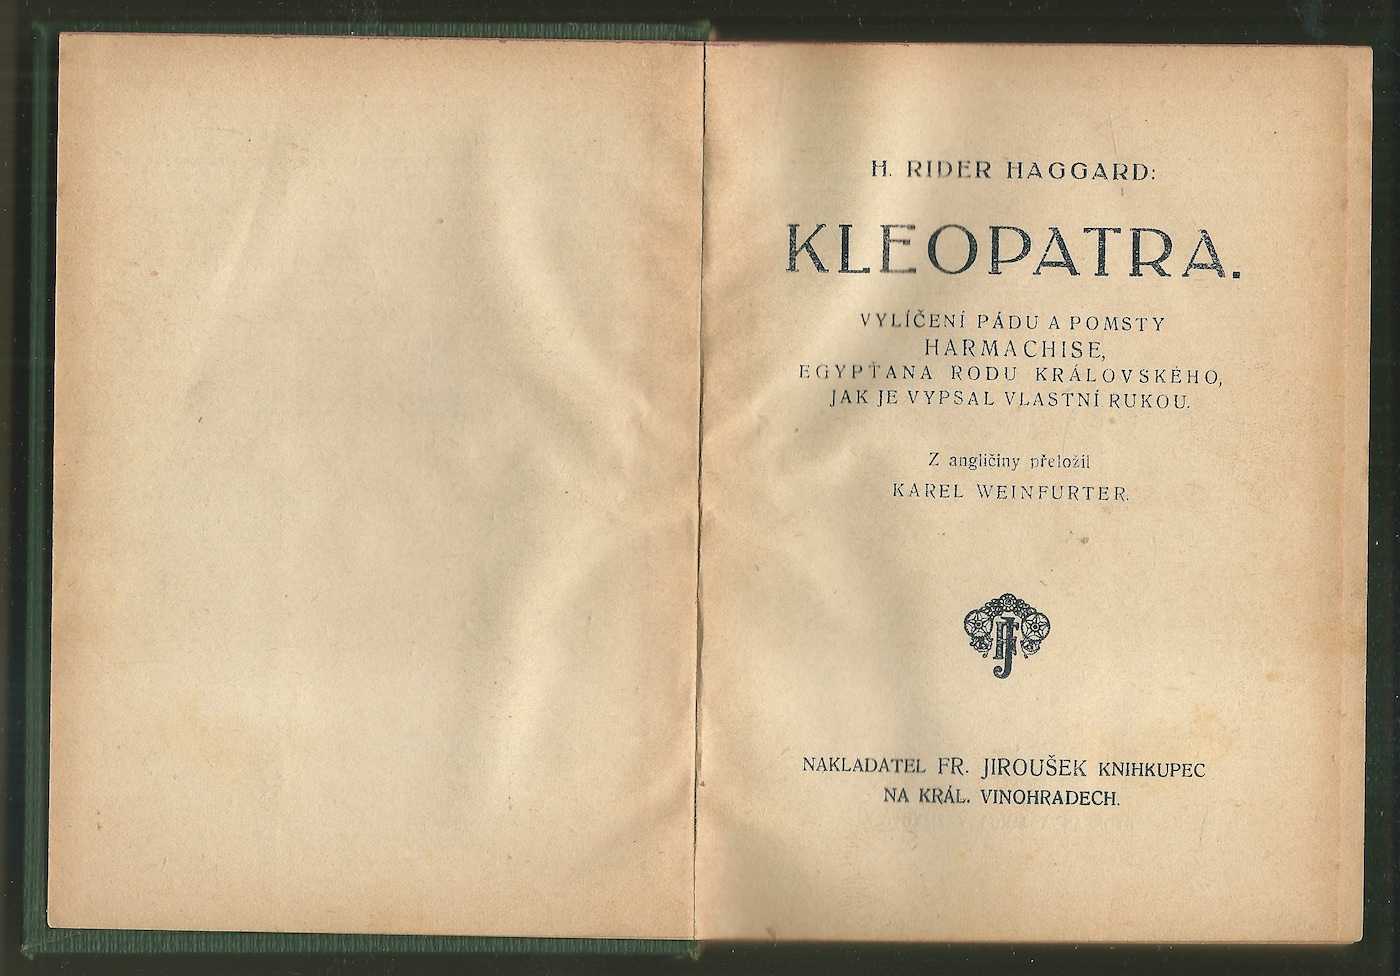 H. RIDER HAGGARD:
KLEOPATRA.
VYLÍČENÍ PÁDU A POMSTY
HARMACHISE,
EGYPŤANA RODU KRÁLOVSKÉHO,
JAK JE VYPSAL VLASTNÍ RUKOU.
Z angličiny přeložil
KAREL WEINFURTER.
NAKLADATEL FR. JIROUŠEK KNIHKUPEC
NA KRÁL. VINOHRADECH.